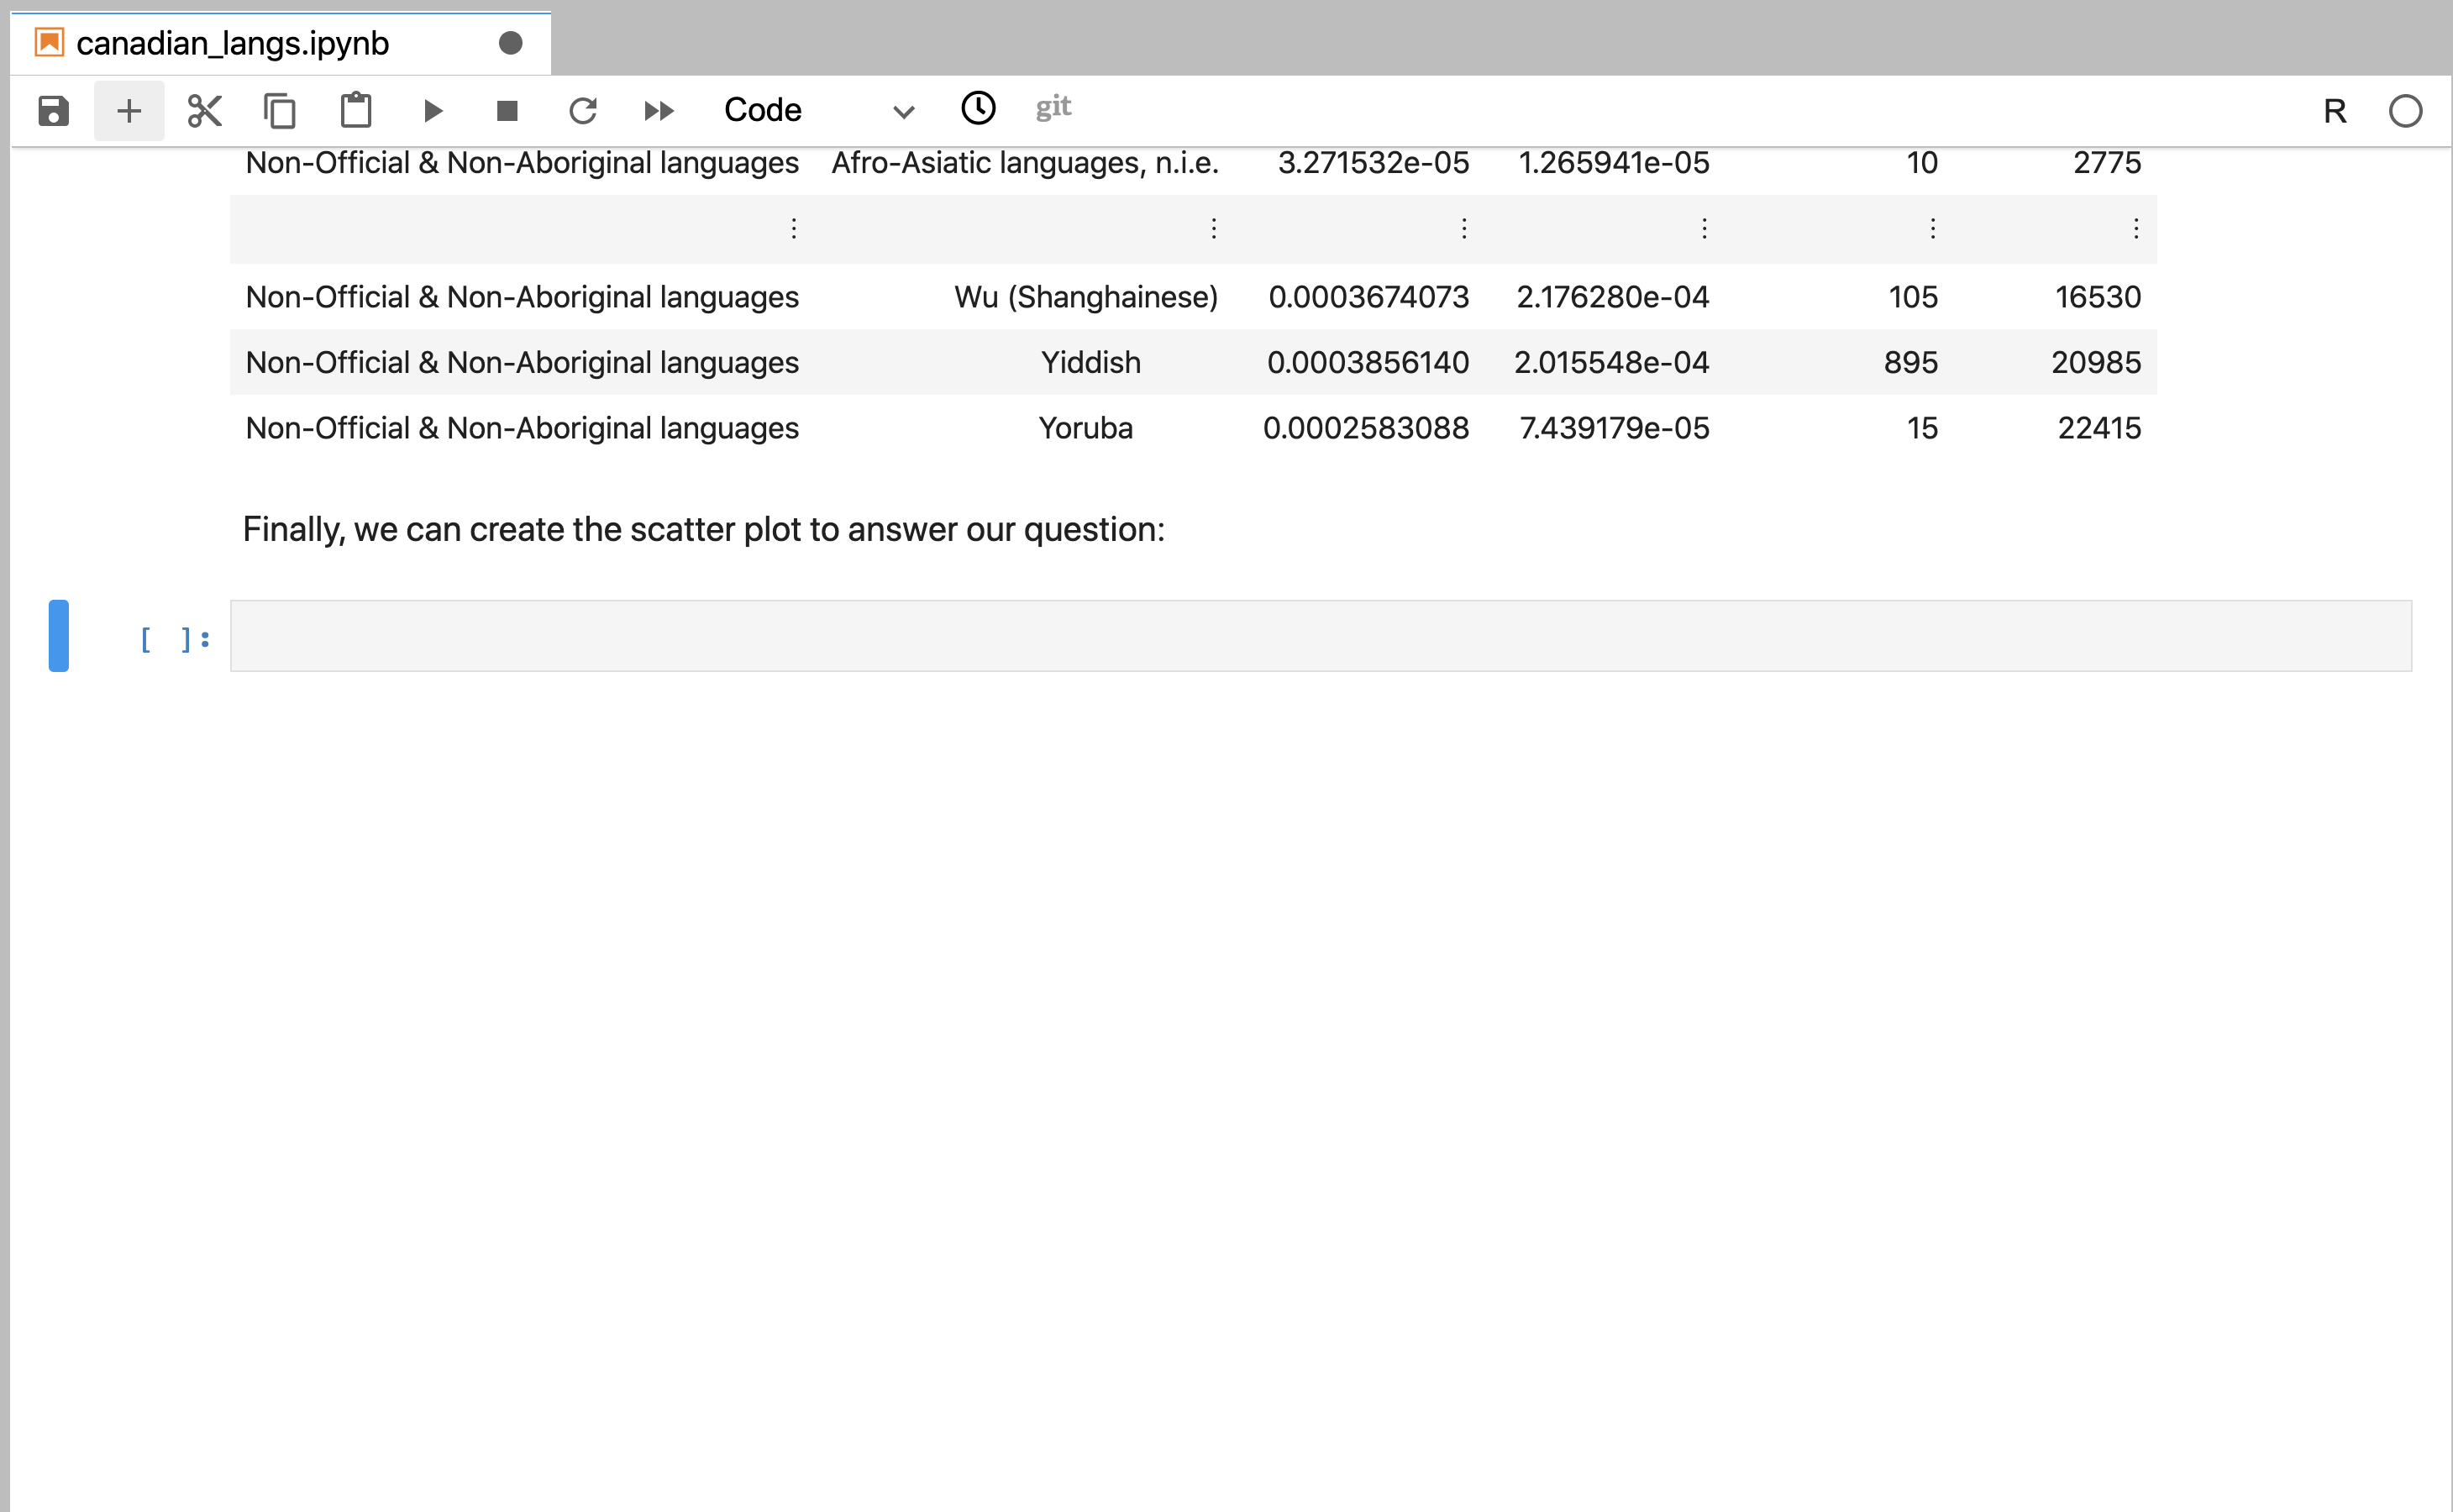 canadian_langs.ipynb
Code git R
Non-Official & Non-Aboriginal languages Afro-Asiatic languages, n.i.e. 3.271532e-05 1.265941e-05 10 2775
⋮ ⋮ ⋮ ⋮ ⋮ ⋮
Non-Official & Non-Aboriginal languages Wu (Shanghainese) 0.0003674073 2.176280e-04 105 16530
Non-Official & Non-Aboriginal languages Yiddish 0.0003856140 2.015548e-04 895 20985
Non-Official & Non-Aboriginal languages Yoruba 0.0002583088 7.439179e-05 15 22415
Finally, we can create the scatter plot to answer our question:
[ ]: